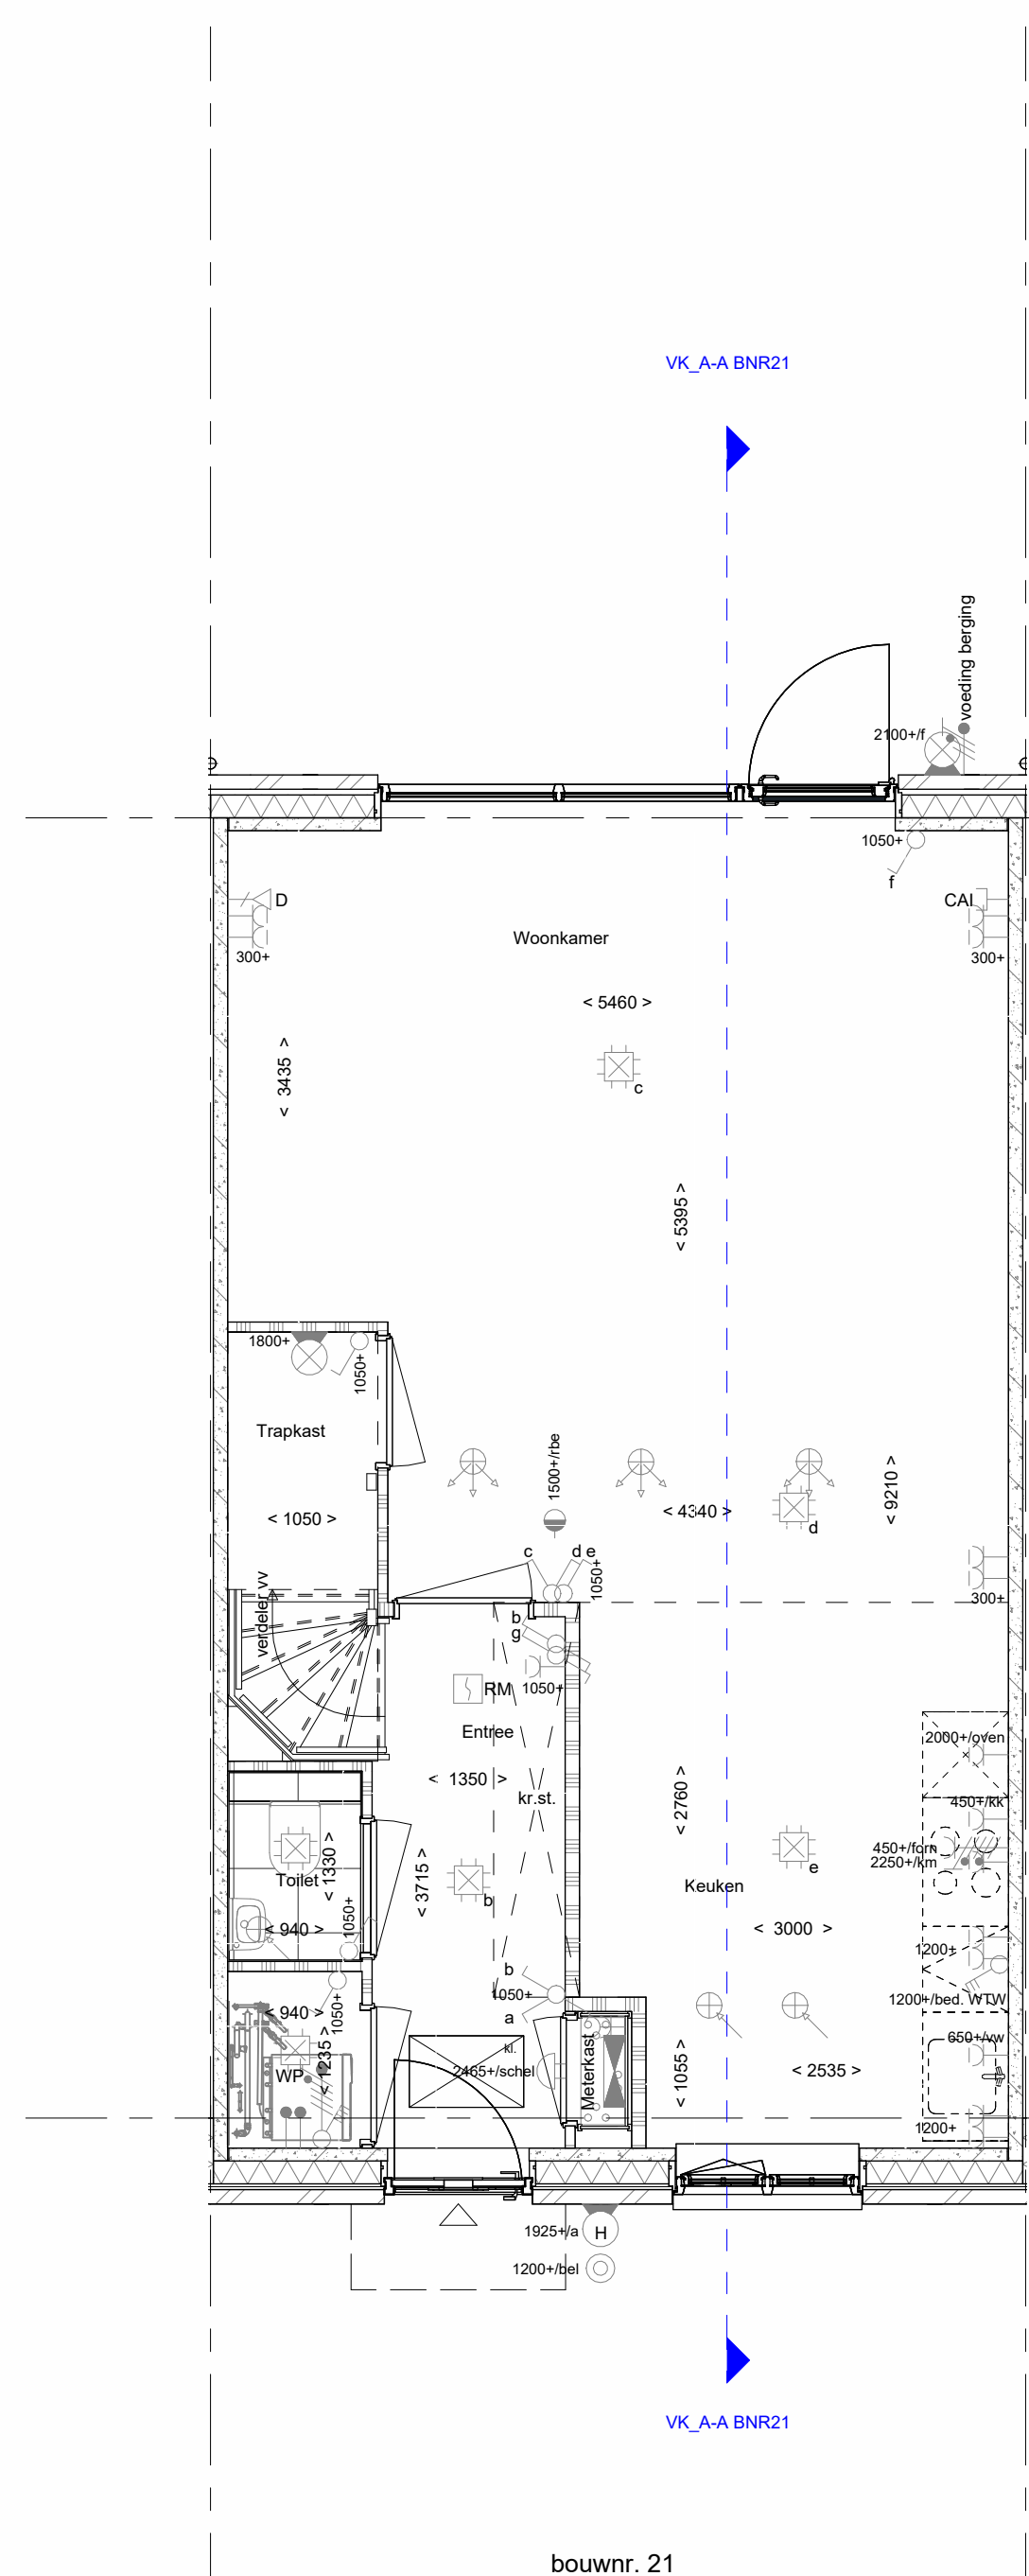 VK_A-A BNR21
voeding berging
2100+/f
1050+
f
D
CAI
300+
300+
Woonkamer
< 5460 >
< 3435 >
c
< 5395 >
1800+
1050+
Trapkast
1500+/rbe
< 9210 >
< 4340 >
< 1050 >
d
c
d e
1050+
verdeler vv
300+
b
g
RM
1050+
Entree
2000+/oven
< 1350 >
kr.st.
< 2760 >
450+/kk
450+/forn
2250+/km
< 1330 >
< 3715 >
e
Toilet
b
Keuken
< 940 >
1050+
< 3000 >
1200+
b
1050+
1200+/bed. WTW
< 940 >
1050+
a
kl.
650+/vw
< 1235 >
WP
2465+/schel
Meterkast
< 1055 >
< 2535 >
1200+
1925+/a
H
1200+/bel
VK_A-A BNR21
bouwnr. 21